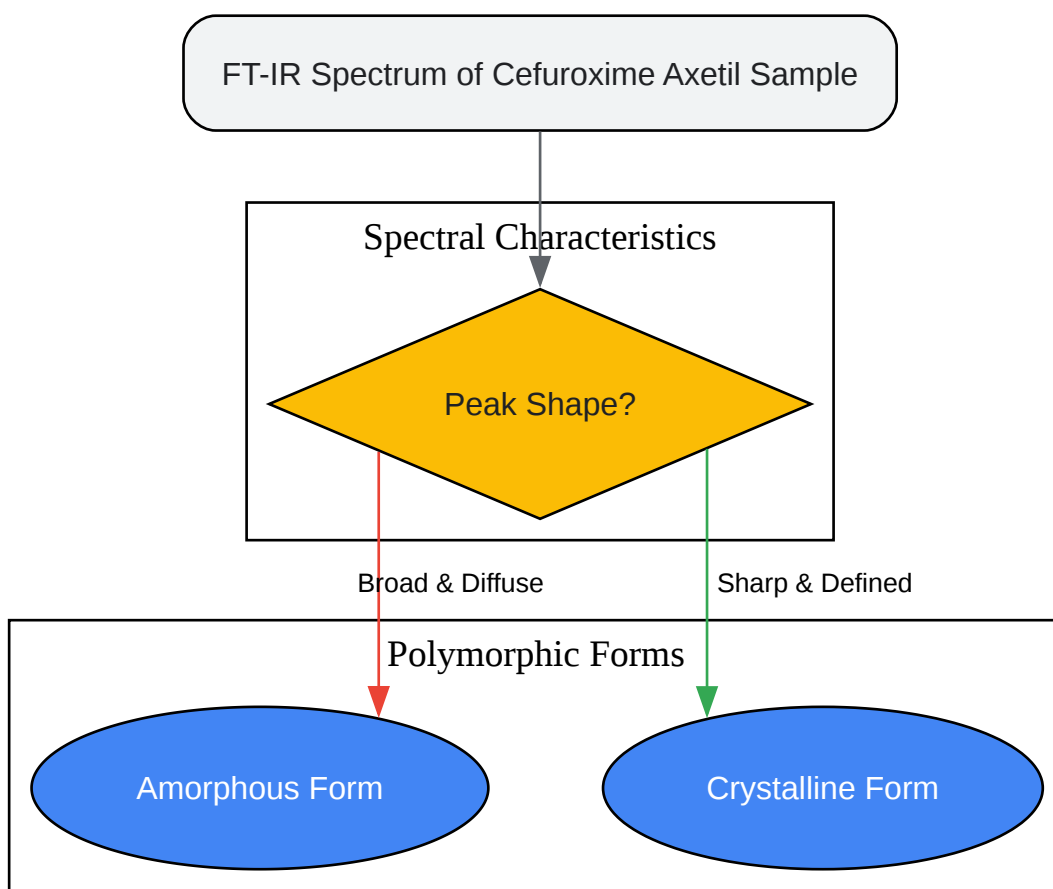 FT-IR Spectrum of Cefuroxime Axetil Sample
Spectral Characteristics
Peak Shape?
Broad & Diffuse
Sharp & Defined
Polymorphic Forms
Amorphous Form
Crystalline Form